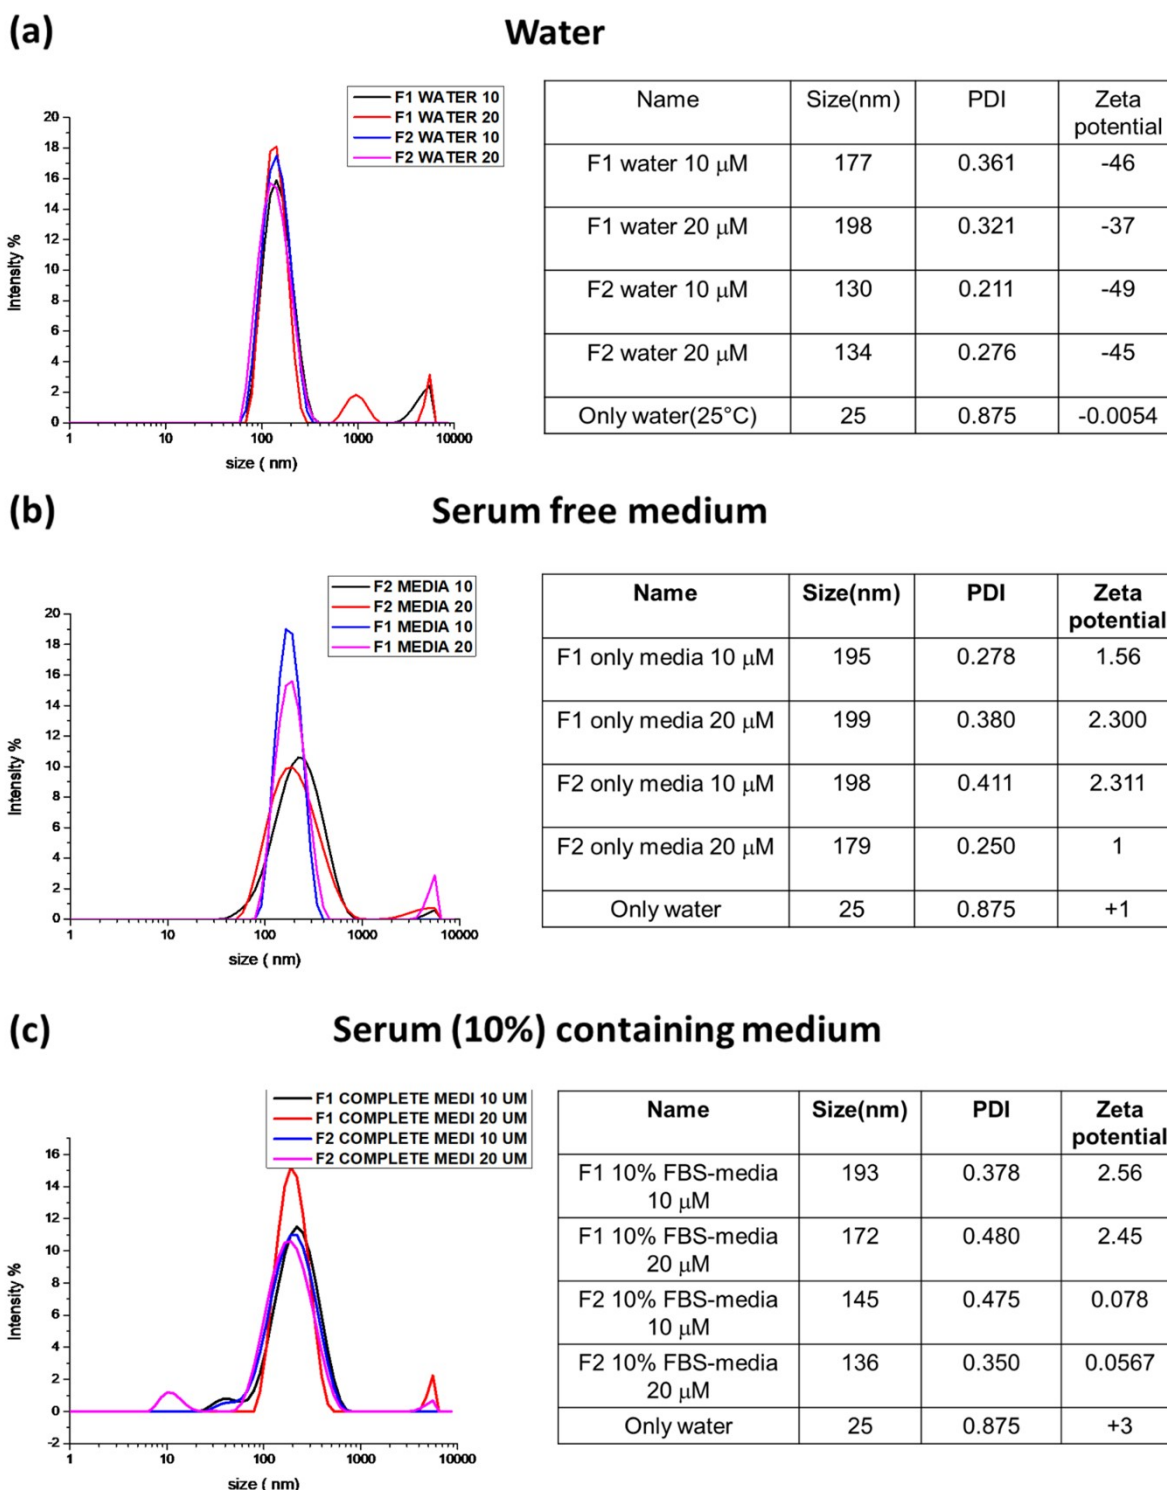 (a)
Water
F1 WATER 10
F1 WATER 20
F2 WATER 10
F2 WATER 20
20
18
16
14
12
10
8
6
4
2
0
Intensity %
1 10 100 1000 10000
size ( nm)
Name Size(nm) PDI Zeta
potential
F1 water 10 μM 177 0.361 -46
F1 water 20 μM 198 0.321 -37
F2 water 10 μM 130 0.211 -49
F2 water 20 μM 134 0.276 -45
Only water(25°C) 25 0.875 -0.0054
(b)
Serum free medium
F2 MEDIA 10
F2 MEDIA 20
F1 MEDIA 10
F1 MEDIA 20
20
18
16
14
12
10
8
6
4
2
0
Intensity %
1 10 100 1000 10000
size ( nm)
Name Size(nm) PDI Zeta
potential
F1 only media 10 μM 195 0.278 1.56
F1 only media 20 μM 199 0.380 2.300
F2 only media 10 μM 198 0.411 2.311
F2 only media 20 μM 179 0.250 1
Only water 25 0.875 +1
(c)
Serum (10%) containing medium
F1 COMPLETE MEDI 10 UM
F1 COMPLETE MEDI 20 UM
F2 COMPLETE MEDI 10 UM
F2 COMPLETE MEDI 20 UM
16
14
12
10
8
6
4
2
0
-2
Intensity %
1 10 100 1000 10000
size ( nm)
Name Size(nm) PDI Zeta
potential
F1 10% FBS-media 193 0.378 2.56
10 μM
F1 10% FBS-media 172 0.480 2.45
20 μM
F2 10% FBS-media 145 0.475 0.078
10 μM
F2 10% FBS-media 136 0.350 0.0567
20 μM
Only water 25 0.875 +3